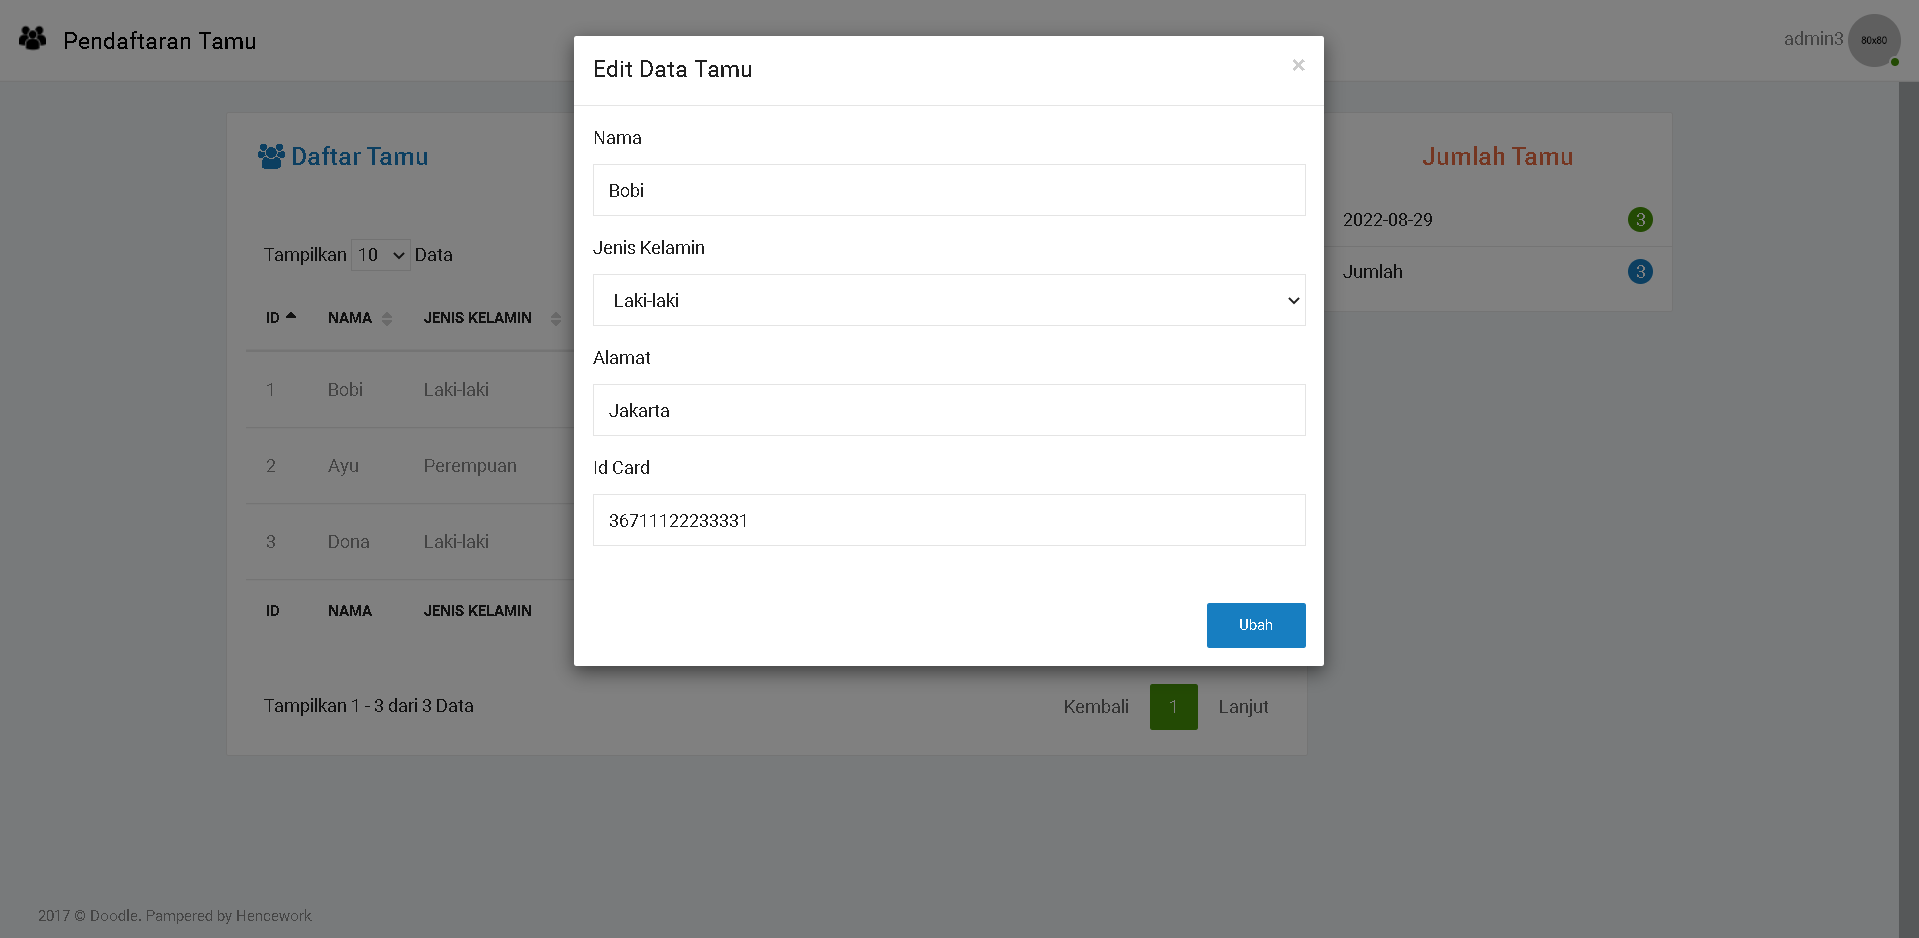 Pendaftaran Tamu
admin3
80x80
Edit Data Tamu
×
Nama
Bobi
Jenis Kelamin
Laki-laki
Alamat
Jakarta
Id Card
36711122233331
Ubah
Daftar Tamu
Tampilkan 10 Data
ID NAMA JENIS KELAMIN
1 Bobi Laki-laki
2 Ayu Perempuan
3 Dona Laki-laki
ID NAMA JENIS KELAMIN
Tampilkan 1 - 3 dari 3 Data
Kembali 1 Lanjut
Jumlah Tamu
2022-08-29 3
Jumlah 3
2017 © Doodle. Pampered by Hencework